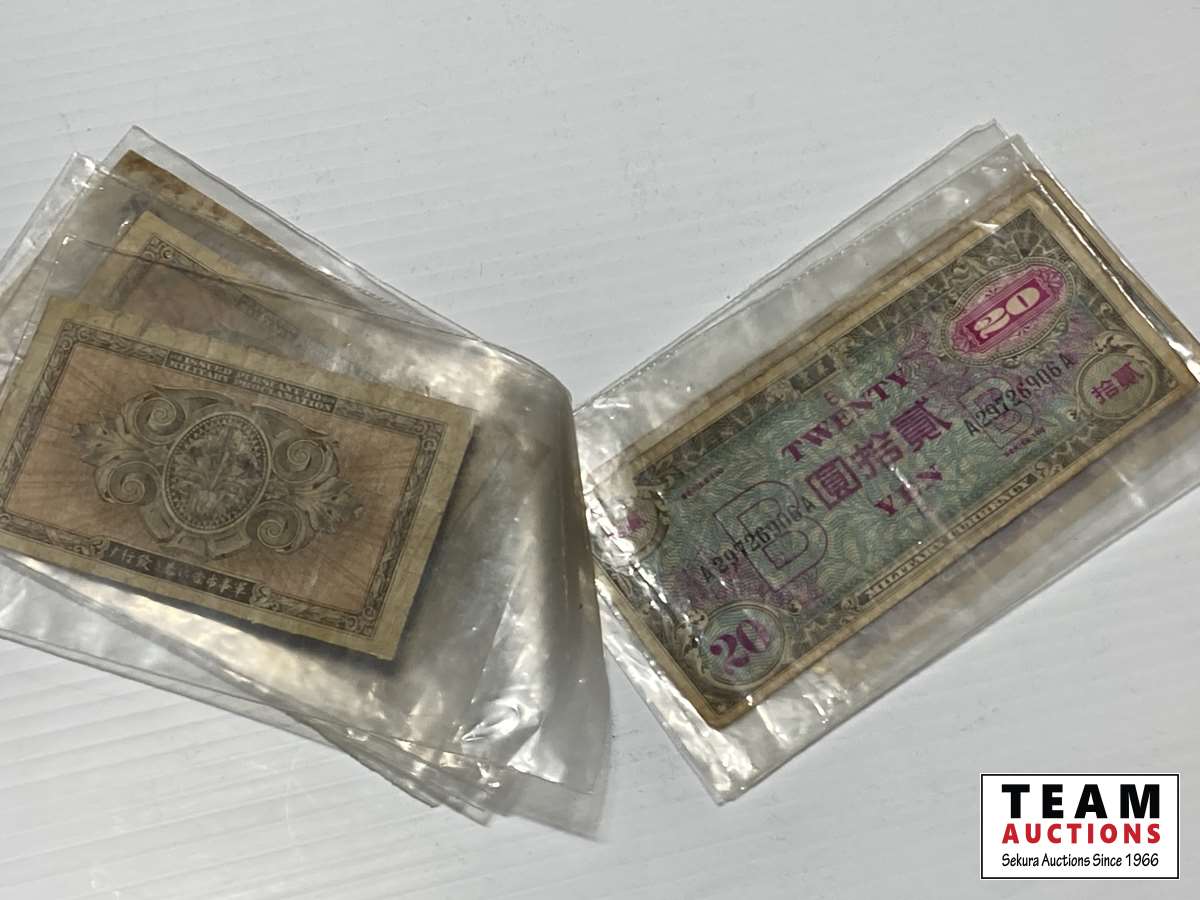 ISSUED PURSUANT TO
MILITARY PROCLAMATION
20
B
TWENTY
A29726906A
貳拾
貳拾圓
B
YEN
A29726906A
MILITARY CURRENCY
20
TEAM
AUCTIONS
Sekura Auctions Since 1966